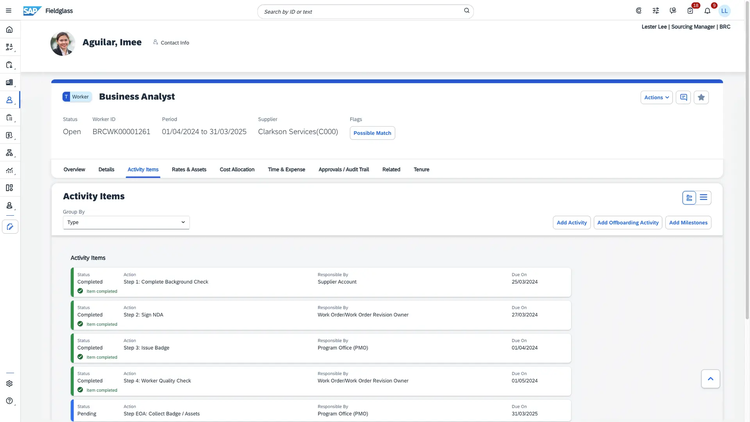 SAP Fieldglass
Search by ID or text
15
0
LL
Lester Lee | Sourcing Manager | BRC
Aguilar, Imee
Contact Info
T Worker
Business Analyst
Actions
Status
Worker ID
Period
Supplier
Flags
Open
BRCWK00001261
01/04/2024 to 31/03/2025
Clarkson Services(C000)
Possible Match
Overview
Details
Activity Items
Rates & Assets
Cost Allocation
Time & Expense
Approvals / Audit Trail
Related
Tenure
Activity Items
Group By
Type
Add Activity
Add Offboarding Activity
Add Milestones
Activity Items
Status
Action
Responsible By
Due On
Completed
Step 1: Complete Background Check
Supplier Account
25/03/2024
Item completed
Status
Action
Responsible By
Due On
Completed
Step 2: Sign NDA
Work Order/Work Order Revision Owner
27/03/2024
Item completed
Status
Action
Responsible By
Due On
Completed
Step 3: Issue Badge
Program Office (PMO)
01/04/2024
Item completed
Status
Action
Responsible By
Due On
Completed
Step 4: Worker Quality Check
Work Order/Work Order Revision Owner
01/05/2024
Item completed
Status
Action
Responsible By
Due On
Pending
Step EOA: Collect Badge / Assets
Program Office (PMO)
31/03/2025